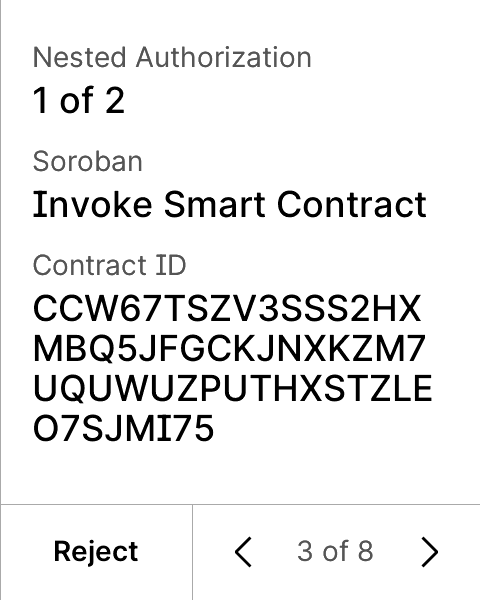 Nested Authorization
1 of 2
Soroban
Invoke Smart Contract
Contract ID
CCW67TSZV3SSS2HX
MBQ5JFGCKJNXKZM7
UQUWUZPUTHXSTZLE
O7SJMI75
Reject
3 of 8